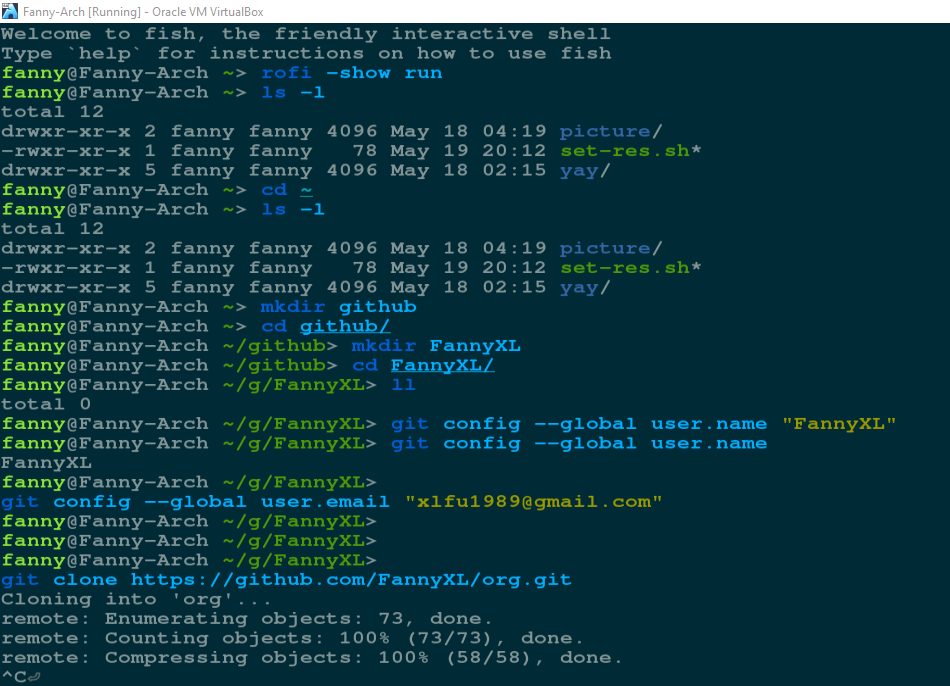 Fanny-Arch [Running] - Oracle VM VirtualBox
Welcome to fish, the friendly interactive shell
Type `help` for instructions on how to use fish
fanny@Fanny-Arch ~> rofi -show run
fanny@Fanny-Arch ~> ls -l
total 12
drwxr-xr-x 2 fanny fanny 4096 May 18 04:19 picture/
-rwxr-xr-x 1 fanny fanny   78 May 19 20:12 set-res.sh*
drwxr-xr-x 5 fanny fanny 4096 May 18 02:15 yay/
fanny@Fanny-Arch ~> cd ~
fanny@Fanny-Arch ~> ls -l
total 12
drwxr-xr-x 2 fanny fanny 4096 May 18 04:19 picture/
-rwxr-xr-x 1 fanny fanny   78 May 19 20:12 set-res.sh*
drwxr-xr-x 5 fanny fanny 4096 May 18 02:15 yay/
fanny@Fanny-Arch ~> mkdir github
fanny@Fanny-Arch ~> cd github/
fanny@Fanny-Arch ~/github> mkdir FannyXL
fanny@Fanny-Arch ~/github> cd FannyXL/
fanny@Fanny-Arch ~/g/FannyXL> ll
total 0
fanny@Fanny-Arch ~/g/FannyXL> git config --global user.name "FannyXL"
fanny@Fanny-Arch ~/g/FannyXL> git config --global user.name
FannyXL
fanny@Fanny-Arch ~/g/FannyXL>
git config --global user.email "xlfu1989@gmail.com"
fanny@Fanny-Arch ~/g/FannyXL>
fanny@Fanny-Arch ~/g/FannyXL>
fanny@Fanny-Arch ~/g/FannyXL>
git clone https://github.com/FannyXL/org.git
Cloning into 'org'...
remote: Enumerating objects: 73, done.
remote: Counting objects: 100% (73/73), done.
remote: Compressing objects: 100% (58/58), done.
^C⏎